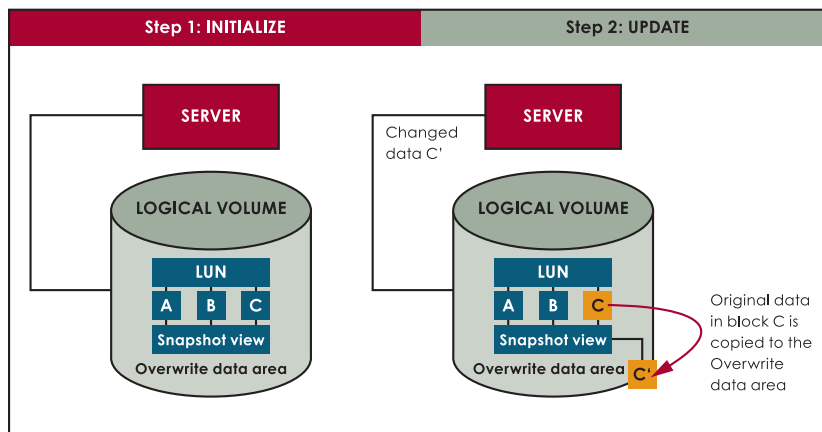 Step 1: INITIALIZE
Step 2: UPDATE
SERVER
LOGICAL VOLUME
LUN
A B C
Snapshot view
Overwrite data area
SERVER
Changed
data C’
LOGICAL VOLUME
LUN
A B C
Snapshot view
Overwrite data area
C‘
Original data
in block C is
copied to the
Overwrite
data area